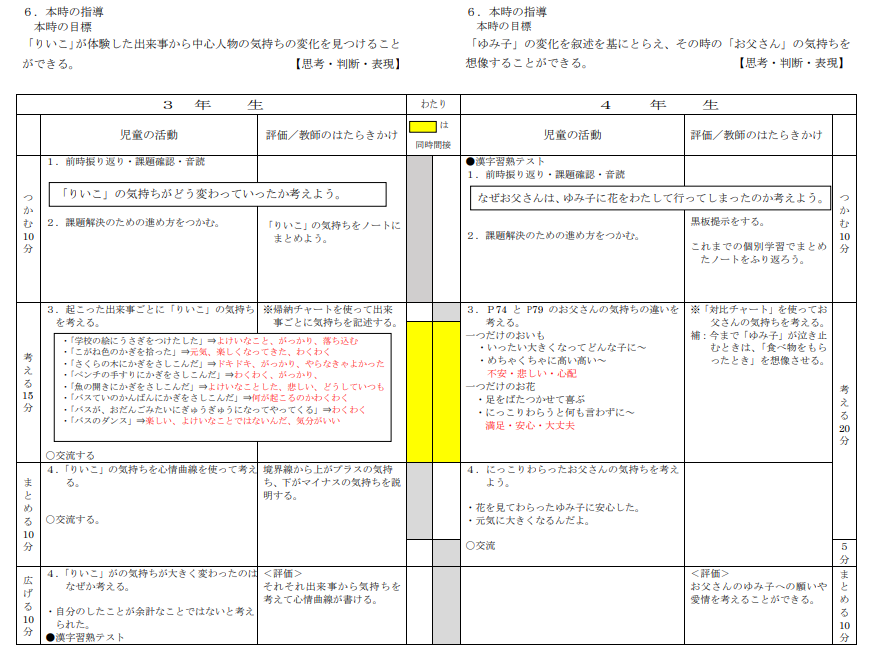 ６．本時の指導
本時の目標
「りいこ」が体験した出来事から中心人物の気持ちの変化を見つけること
ができる。　【思考・判断・表現】
６．本時の指導
本時の目標
「ゆみ子」の変化を叙述を基にとらえ、その時の「お父さん」の気持ちを
想像することができる。　【思考・判断・表現】
３　年　生
わたり
４　年　生
児童の活動
評価／教師のはたらきかけ
は
同時間接
児童の活動
評価／教師のはたらきかけ
つかむ10分
１．前時振り返り・課題確認・音読
「りいこ」の気持ちがどう変わっていったか考えよう。
２．課題解決のための進め方をつかむ。
「りいこ」の気持ちをノートに
まとめよう。
●漢字習熟テスト
１．前時振り返り・課題確認・音読
なぜお父さんは、ゆみ子に花をわたして行ってしまったのか考えよう。
２．課題解決のための進め方をつかむ。
黒板提示をする。
これまでの個別学習でまとめ
たノートをふり返ろう。
つかむ10分
考える15分
３．起こった出来事ごとに「りいこ」の気持ち
を考える。
・「学校の絵にうさぎをつけたした」⇒よけいなこと、がっかり、落ち込む
・「こがね色のかぎを拾った」⇒元気、楽しくなってきた、わくわく
・「さくらの木にかぎをさしこんだ」⇒ドキドキ、がっかり、やらなきゃよかった
・「ベンチの手すりにかぎをさしこんだ」⇒わくわく、がっかり、
・「魚の開きにかぎをさしこんだ」⇒よけいなことした、悲しい、どうしていつも
・「バスていのかんばんにかぎをさしこんだ」⇒何が起こるのかわくわく
・「バスが、おだんごみたいにぎゅうぎゅうになってやってくる」⇒わくわく
・「バスのダンス」⇒楽しい、よけいなことではないんだ、気分がいい
○交流する
※帰納チャートを使って出来
事ごとに気持ちを記述する。
３．Ｐ74 と P79 のお父さんの気持ちの違いを
考える。
一つだけのおいも
・いったい大きくなってどんな子に～
・めちゃくちゃに高い高い～
不安・悲しい・心配
一つだけのお花
・足をばたつかせて喜ぶ
・にっこりわらうと何も言わずに～
満足・安心・大丈夫
※「対比チャート」を使ってお
父さんの気持ちを考える。
補：今まで「ゆみ子」が泣き止
むときは、「食べ物をもら
ったとき」を想像させる。
考える20分
まとめる10分
４．「りいこ」の気持ちを心情曲線を使って考え
る。
○交流する。
境界線から上がプラスの気持
ち、下がマイナスの気持ちを説
明する。
４．にっこりわらったお父さんの気持ちを考え
よう。
・花を見てわらったゆみ子に安心した。
・元気に大きくなるんだよ。
○交流
5分
広げる10分
４．「りいこ」がの気持ちが大きく変わったのは
なぜか考える。
・自分のしたことが余計なことではないと考え
られた。
●漢字習熟テスト
＜評価＞
それそれ出来事から気持ちを
考えて心情曲線が書ける。
＜評価＞
お父さんのゆみ子への願いや
愛情を考えることができる。
まとめる10分